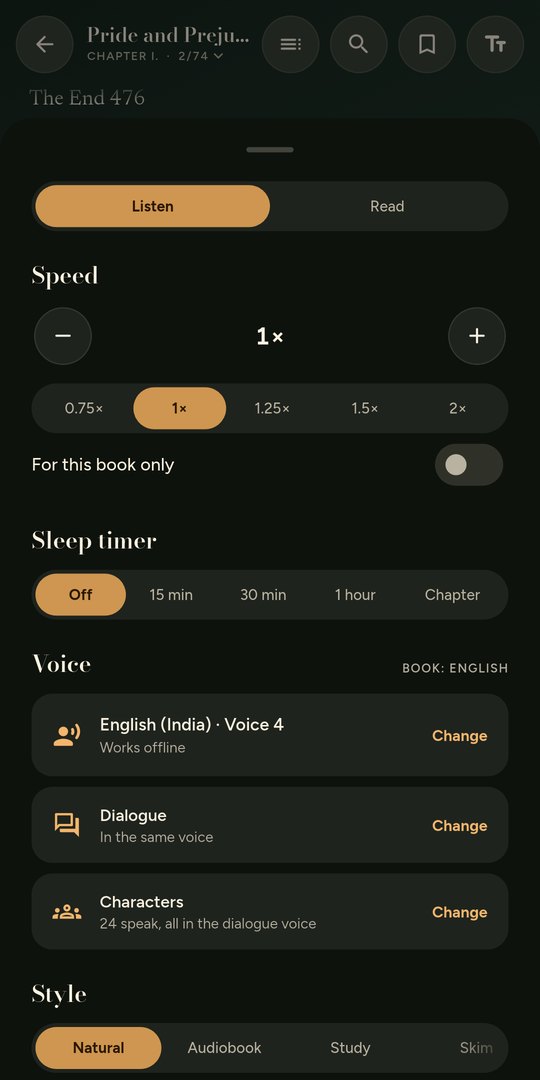 Pride and Preju...
CHAPTER I. · 2/74
The End 476
Listen
Read
Speed
1×
0.75×
1×
1.25×
1.5×
2×
For this book only
Sleep timer
Off
15 min
30 min
1 hour
Chapter
Voice
BOOK: ENGLISH
English (India) · Voice 4
Works offline
Change
Dialogue
In the same voice
Change
Characters
24 speak, all in the dialogue voice
Change
Style
Natural
Audiobook
Study
Skim